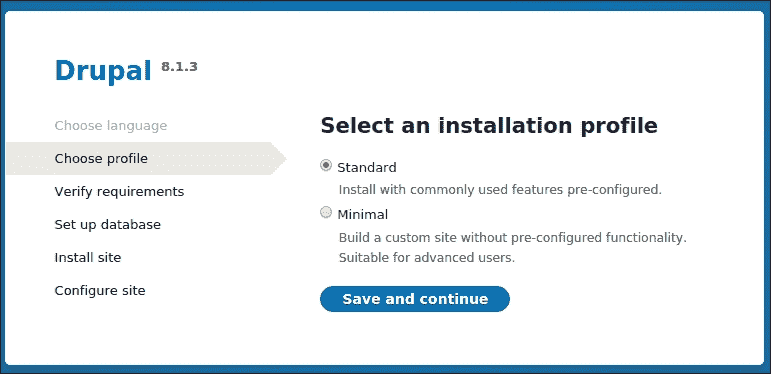 Drupal 8.1.3
Choose language
Choose profile
Verify requirements
Set up database
Install site
Configure site
Select an installation profile
Standard
Install with commonly used features pre-configured.
Minimal
Build a custom site without pre-configured functionality.
Suitable for advanced users.
Save and continue